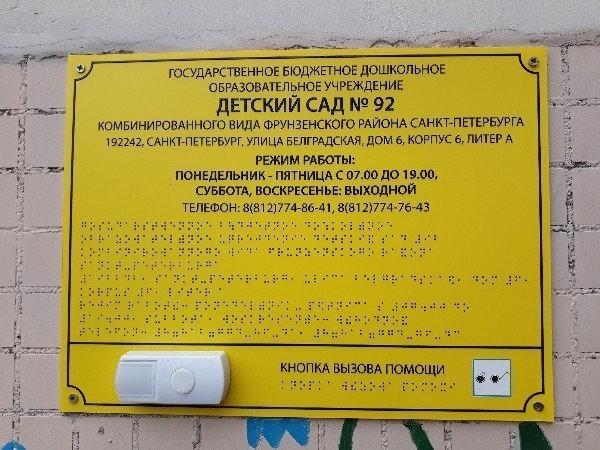 ГОСУДАРСТВЕННОЕ БЮДЖЕТНОЕ ДОШКОЛЬНОЕ
ОБРАЗОВАТЕЛЬНОЕ УЧРЕЖДЕНИЕ
ДЕТСКИЙ САД № 92
КОМБИНИРОВАННОГО ВИДА ФРУНЗЕНСКОГО РАЙОНА САНКТ-ПЕТЕРБУРГА
192242, САНКТ-ПЕТЕРБУРГ, УЛИЦА БЕЛГРАДСКАЯ, ДОМ 6, КОРПУС 6, ЛИТЕР А
РЕЖИМ РАБОТЫ:
ПОНЕДЕЛЬНИК - ПЯТНИЦА С 07.00 ДО 19.00,
СУББОТА, ВОСКРЕСЕНЬЕ: ВЫХОДНОЙ
ТЕЛЕФОН: 8(812)774-86-41, 8(812)774-76-43
КНОПКА ВЫЗОВА ПОМОЩИ